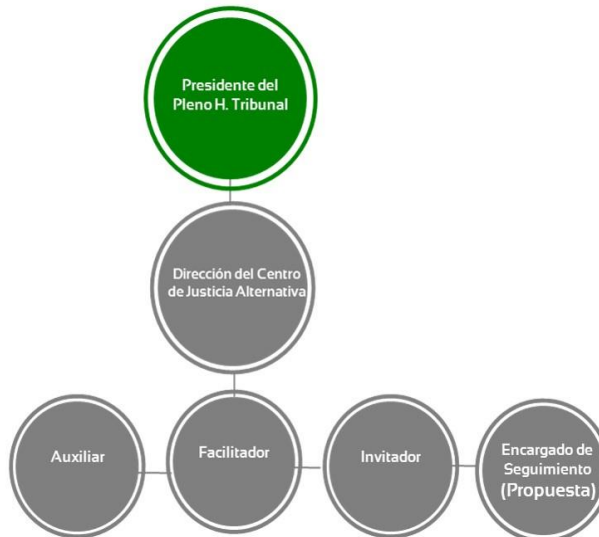 Presidente del
Pleno H. Tribunal
Dirección del Centro
de Justicia Alternativa
Auxiliar
Facilitador
Invitador
Encargado de
Seguimiento
(Propuesta)